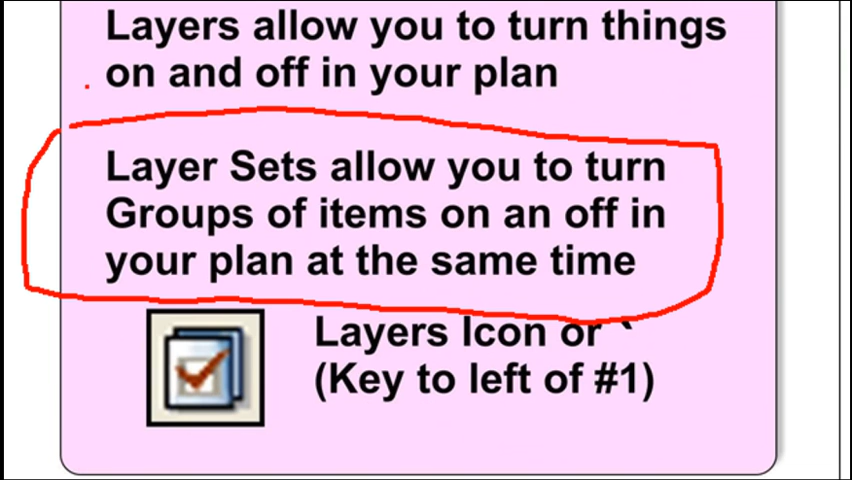 Layers allow you to turn things
on and off in your plan
Layer Sets allow you to turn
Groups of items on an off in
your plan at the same time
Layers Icon or `
(Key to left of #1)